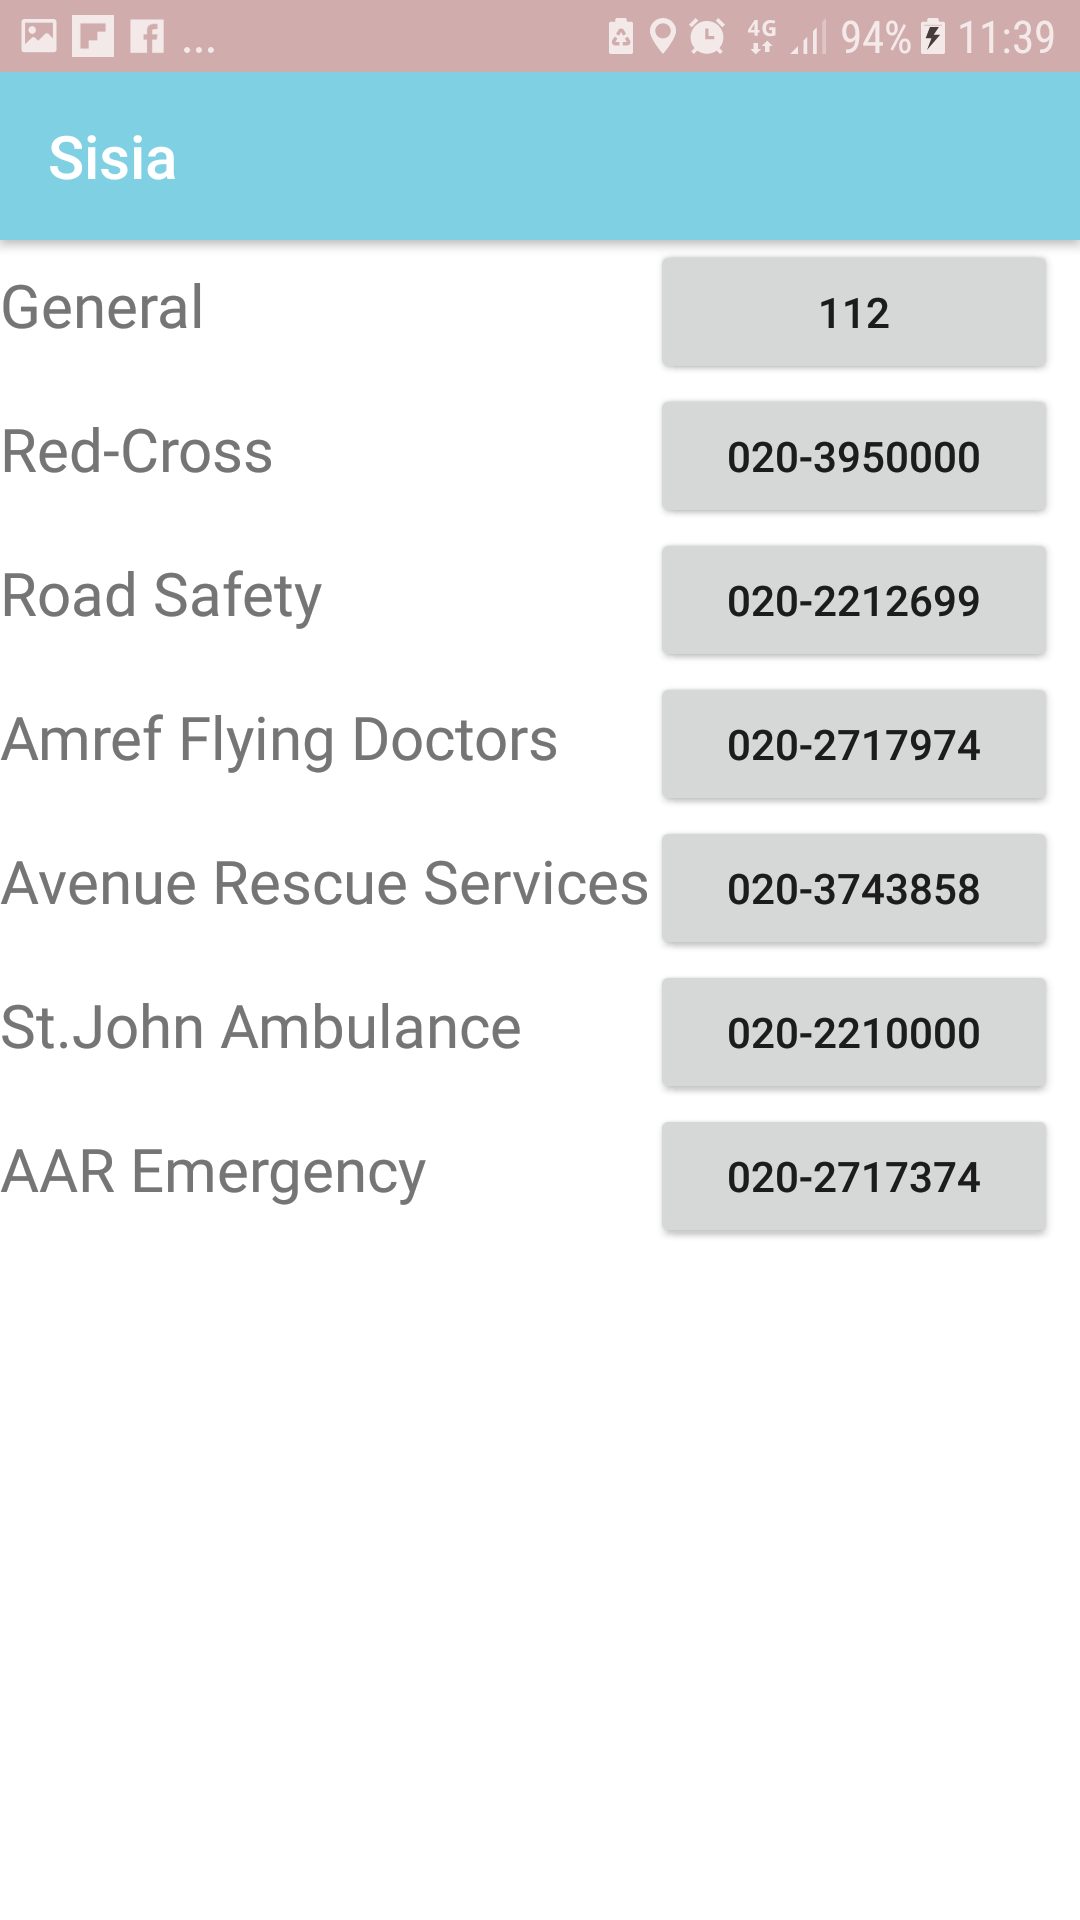 ... 4G 94% 11:39
Sisia
General 112
Red-Cross 020-3950000
Road Safety 020-2212699
Amref Flying Doctors 020-2717974
Avenue Rescue Services 020-3743858
St.John Ambulance 020-2210000
AAR Emergency 020-2717374